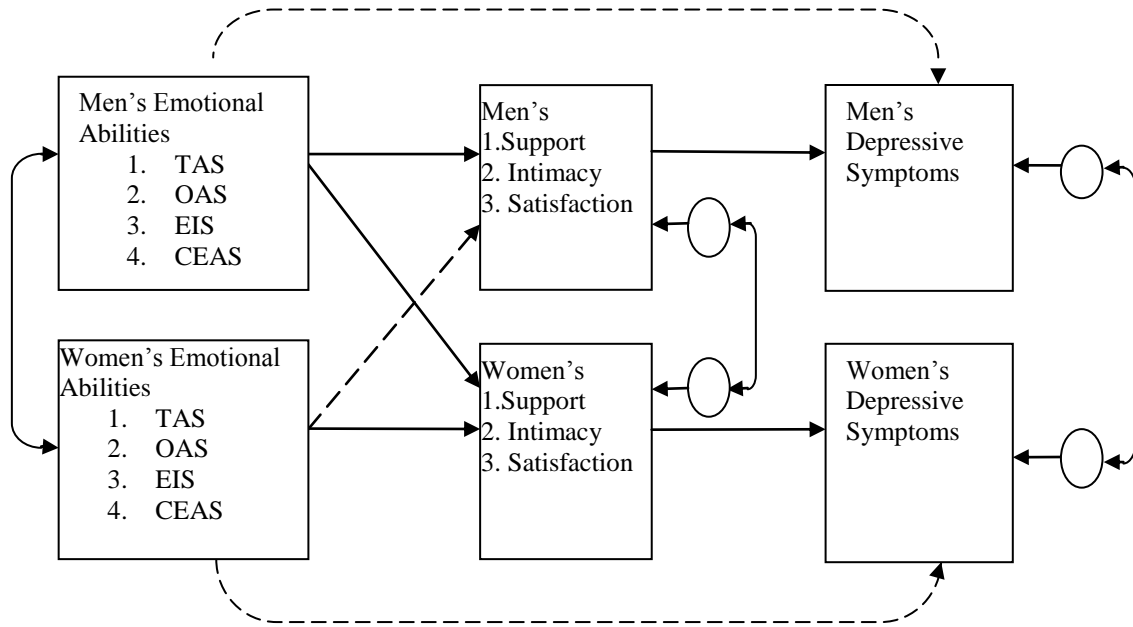 Men’s Emotional
Abilities
1. TAS
2. OAS
3. EIS
4. CEAS
Men’s
1.Support
2. Intimacy
3. Satisfaction
Men’s
Depressive
Symptoms
Women’s Emotional
Abilities
1. TAS
2. OAS
3. EIS
4. CEAS
Women’s
1.Support
2. Intimacy
3. Satisfaction
Women’s
Depressive
Symptoms